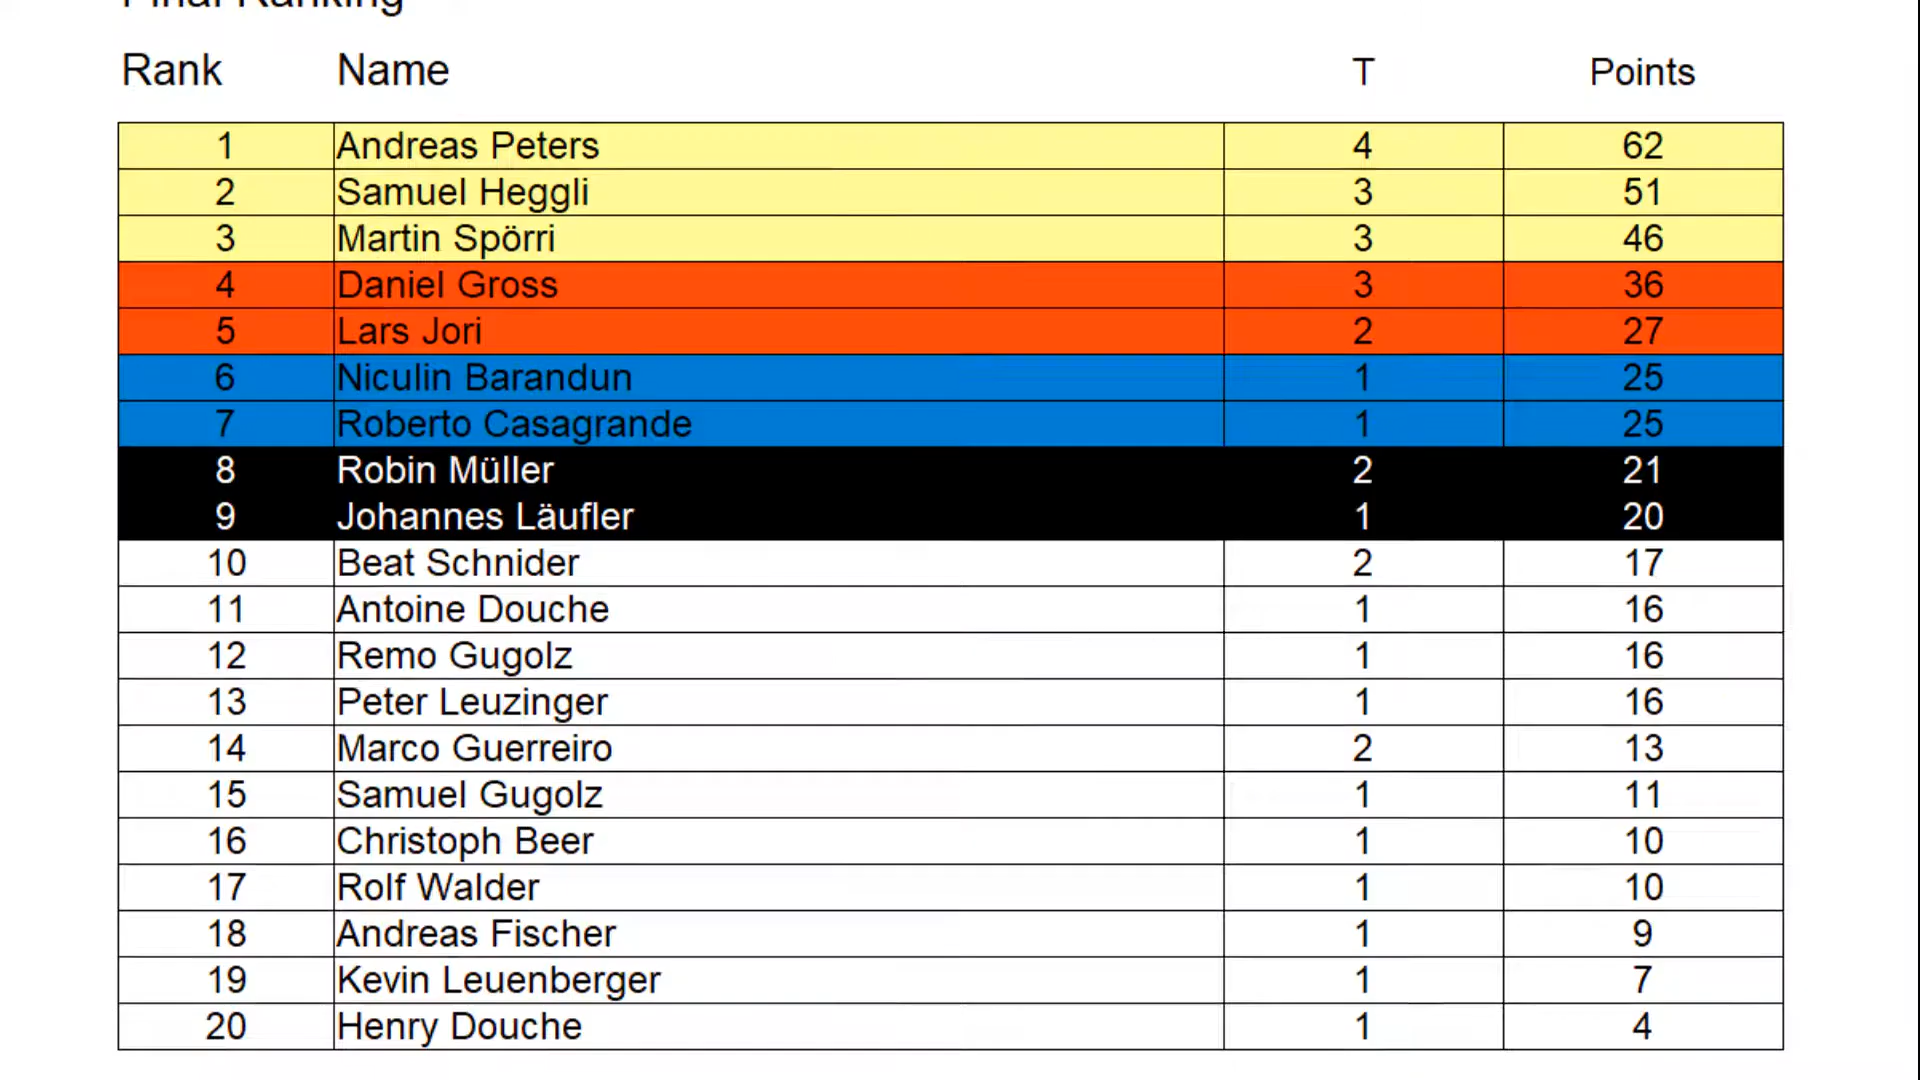 Final Ranking
Rank Name T Points
1 Andreas Peters 4 62
2 Samuel Heggli 3 51
3 Martin Spörri 3 46
4 Daniel Gross 3 36
5 Lars Jori 2 27
6 Niculin Barandun 1 25
7 Roberto Casagrande 1 25
8 Robin Müller 2 21
9 Johannes Läufler 1 20
10 Beat Schnider 2 17
11 Antoine Douche 1 16
12 Remo Gugolz 1 16
13 Peter Leuzinger 1 16
14 Marco Guerreiro 2 13
15 Samuel Gugolz 1 11
16 Christoph Beer 1 10
17 Rolf Walder 1 10
18 Andreas Fischer 1 9
19 Kevin Leuenberger 1 7
20 Henry Douche 1 4